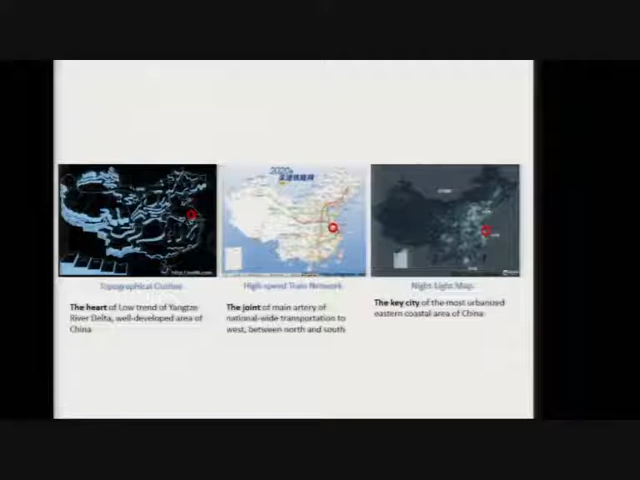 2020
Topographical Outline
High-speed Train Network
Night Light Map
The heart of Low trend of Yangtze
River Delta, well-developed area of
China
The joint of main artery of
national-wide transportation to
west, between north and south
The key city of the most urbanized
eastern coastal area of China